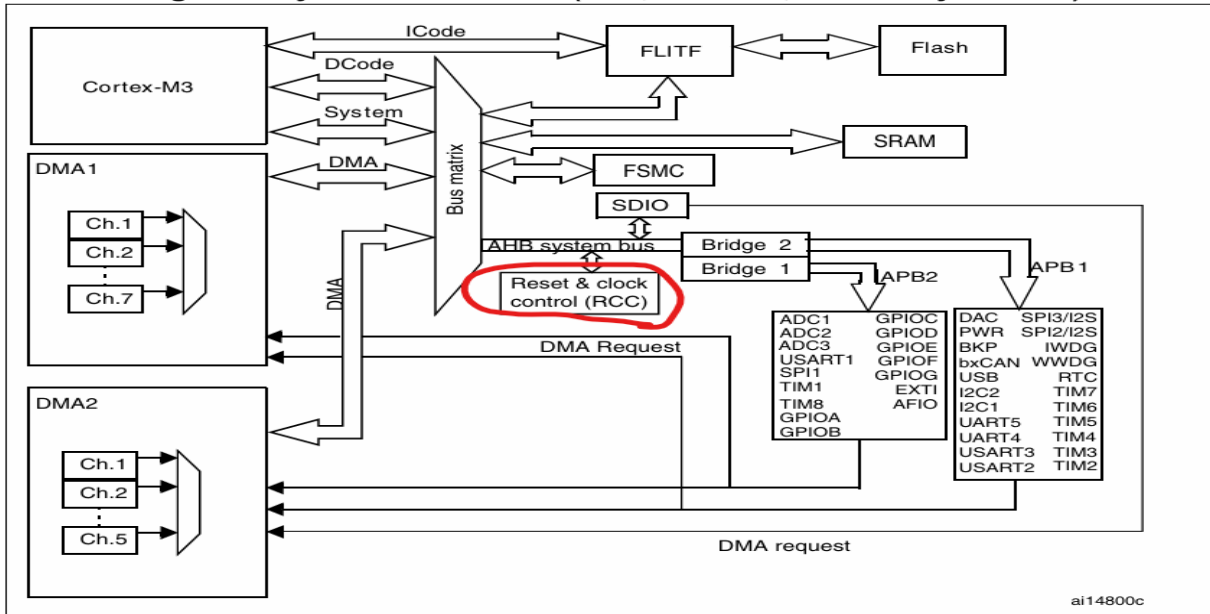 ICode
FLITF
Flash
Cortex-M3
DCode
System
Bus matrix
SRAM
DMA1
DMA
FSMC
SDIO
Ch.1
Ch.2
Ch.7
AHB system bus
Bridge 2
Bridge 1
APB2
APB1
Reset & clock
control (RCC)
DMA
ADC1 GPIOC
ADC2 GPIOD
ADC3 GPIOE
USART1 GPIOF
SPI1 GPIOG
TIM1 EXTI
TIM8 AFIO
GPIOA
GPIOB
DAC SPI3/I2S
PWR SPI2/I2S
BKP IWDG
bxCAN WWDG
USB RTC
I2C2 TIM7
I2C1 TIM6
UART5 TIM5
UART4 TIM4
USART3 TIM3
USART2 TIM2
DMA Request
DMA2
Ch.1
Ch.2
Ch.5
DMA request
ai14800c